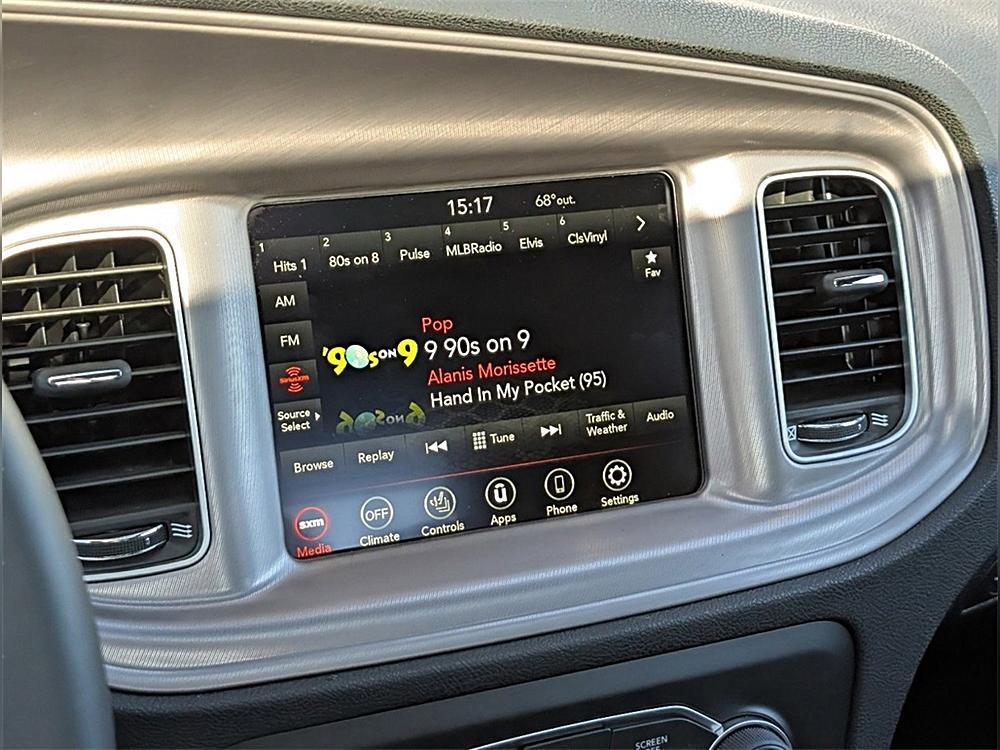 15:17 68°out.
1 2 3 4 5 6
Hits 1 80s on 8 Pulse MLBRadio Elvis ClsVinyl
Fav
AM
FM
SiriusXM
Source
Select
'90s ON 9
Pop
9 90s on 9
Alanis Morissette
Hand In My Pocket (95)
Browse Replay Tune Traffic & Weather Audio
sxm OFF
Media Climate Controls Apps Phone Settings
SCREEN
OFF